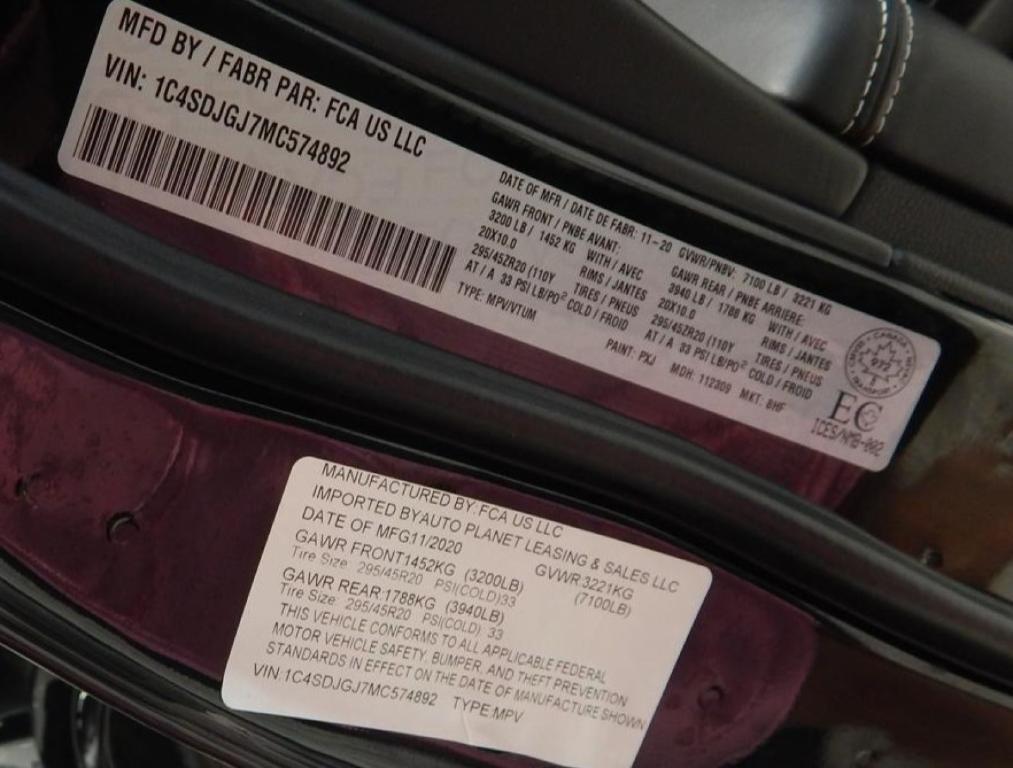 MFD BY / FABR PAR: FCA US LLC
VIN: 1C4SDJGJ7MC574892
DATE OF MFR / DATE DE FABR: 11-20 GVWR/PNBV: 7100 LB / 3221 KG
GAWR FRONT / PNBE AVANT: GAWR REAR / PNBE ARRIERE:
3200 LB / 1452 KG WITH / AVEC 3940 LB / 1788 KG WITH / AVEC
20X10.0 RIMS / JANTES 20X10.0 RIMS / JANTES
295/45ZR20 (110Y TIRES / PNEUS 295/45ZR20 (110Y TIRES / PNEUS
AT / A 33 PSI LB/PO² COLD / FROID AT / A 33 PSI LB/PO² COLD / FROID
TYPE: MPV/VTUM PAINT: PXJ MDH: 112309 MKT: BHF
CANADA
EC
ICES/NMB-002
MANUFACTURED BY:FCA US LLC
IMPORTED BYAUTO PLANET LEASING & SALES LLC
DATE OF MFG11/2020 GVWR:3221KG
GAWR FRONT1452KG (3200LB) (7100LB)
Tire Size: 295/45R20 PSI(COLD)33
GAWR REAR:1788KG (3940LB)
Tire Size: 295/45R20 PSI(COLD): 33
THIS VEHICLE CONFORMS TO ALL APPLICABLE FEDERAL
MOTOR VEHICLE SAFETY, BUMPER, AND THEFT PREVENTION
STANDARDS IN EFFECT ON THE DATE OF MANUFACTURE SHOWN
VIN:1C4SDJGJ7MC574892 TYPE:MPV